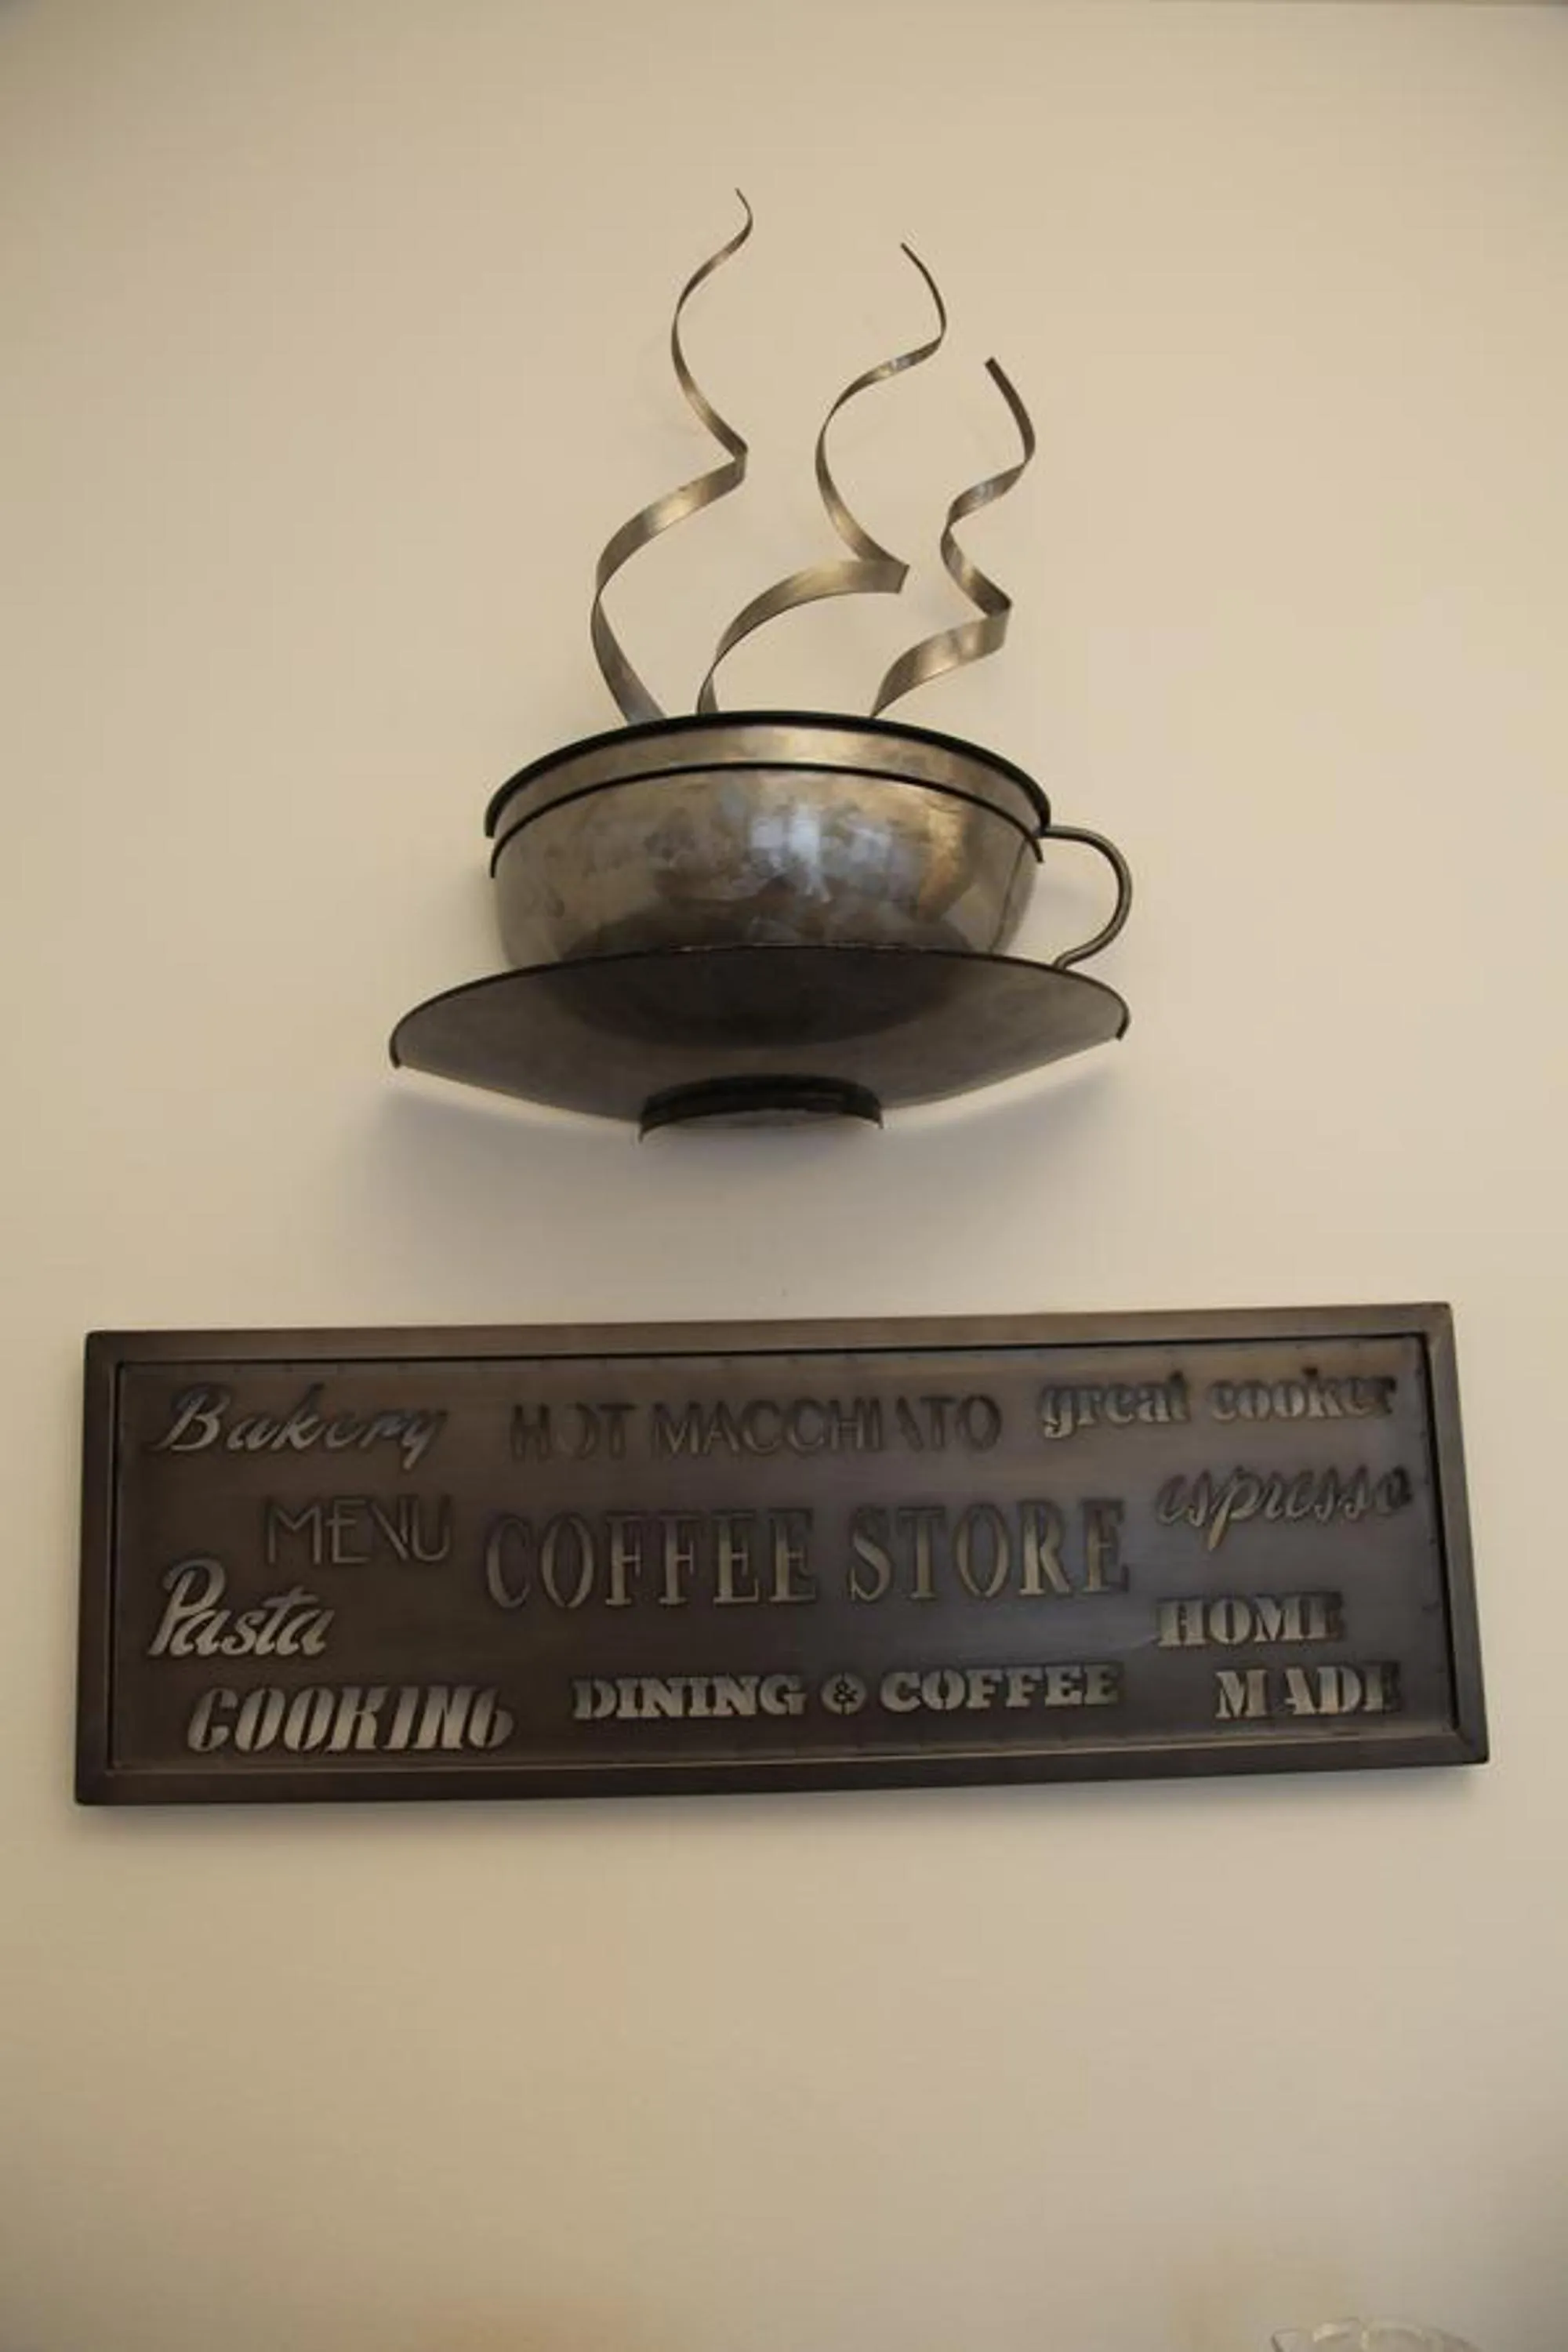 Bakery HOT MACCHIATO great cooker
MENU COFFEE STORE espresso
Pasta HOME
COOKING DINING & COFFEE MADE